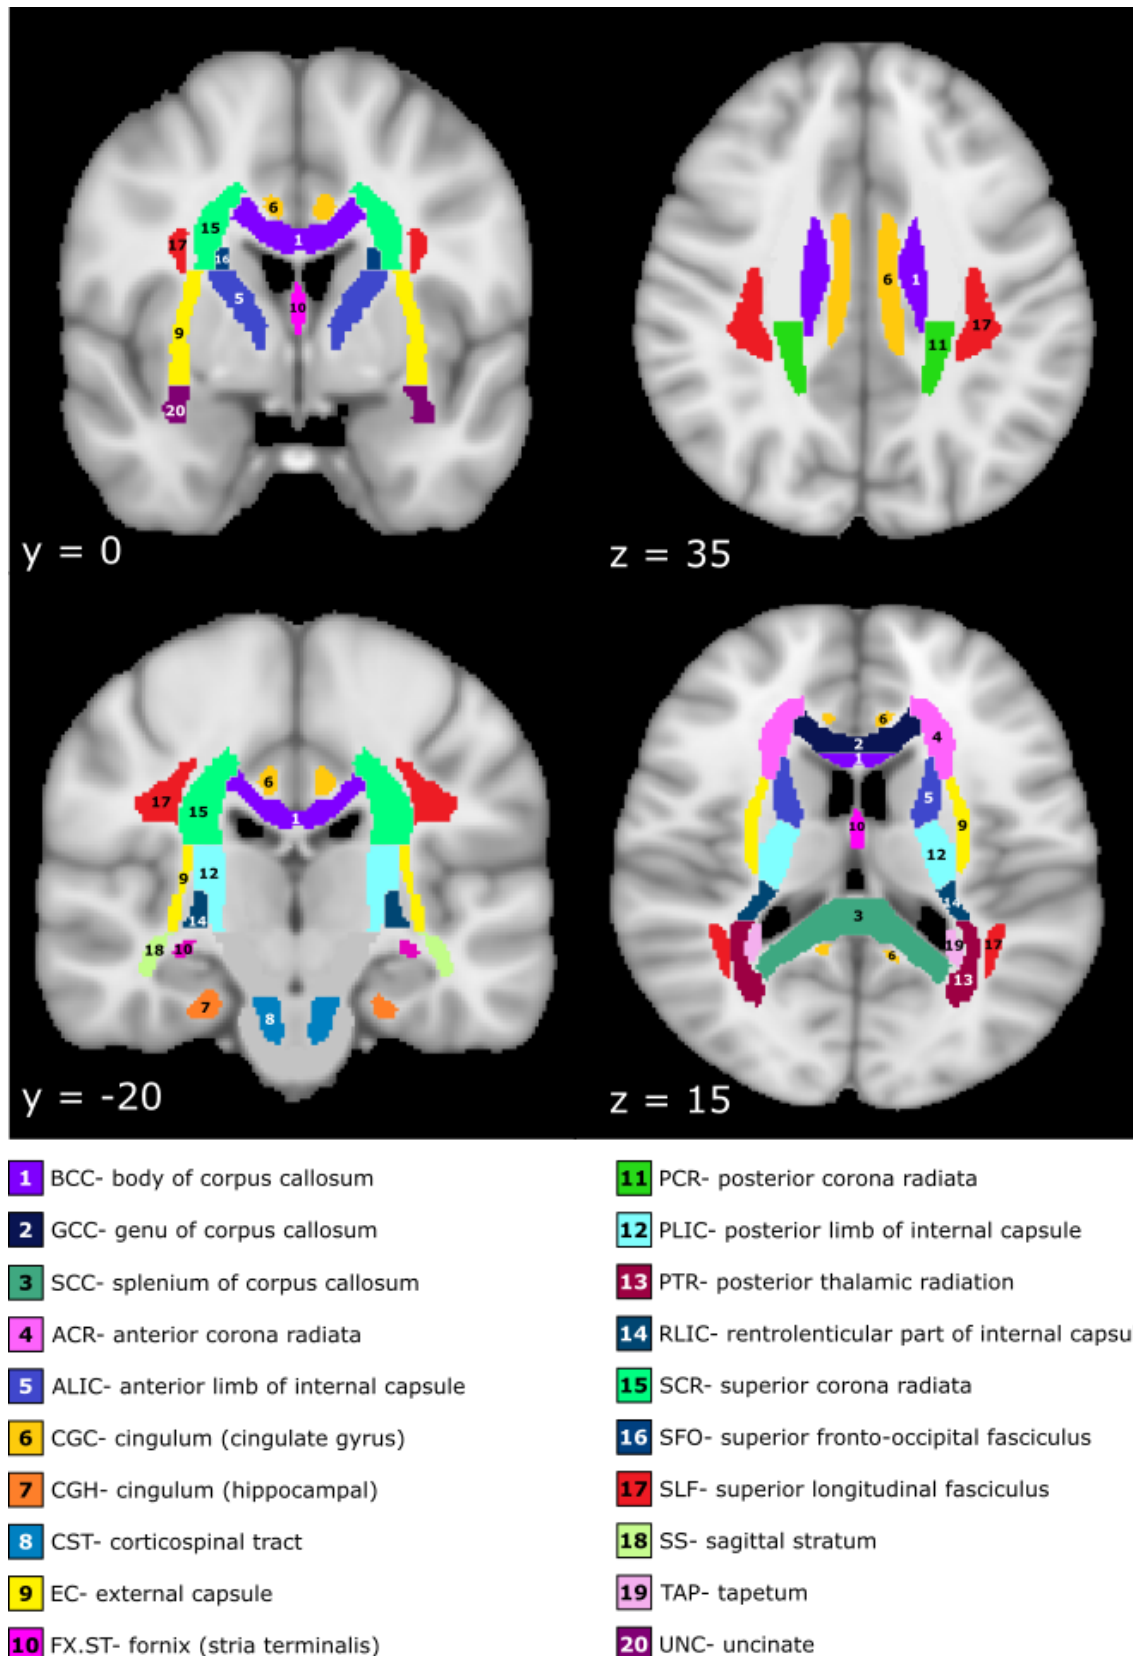 6
15
1
17
16
5
10
9
20
y = 0
6
1
17
11
z = 35
6
17
15
1
9
12
14
18
10
7
8
y = -20
6
4
2
1
5
10
9
12
14
3
19
17
6
13
z = 15
1 BCC- body of corpus callosum
2 GCC- genu of corpus callosum
3 SCC- splenium of corpus callosum
4 ACR- anterior corona radiata
5 ALIC- anterior limb of internal capsule
6 CGC- cingulum (cingulate gyrus)
7 CGH- cingulum (hippocampal)
8 CST- corticospinal tract
9 EC- external capsule
10 FX.ST- fornix (stria terminalis)
11 PCR- posterior corona radiata
12 PLIC- posterior limb of internal capsule
13 PTR- posterior thalamic radiation
14 RLIC- rentrolenticular part of internal capsu
15 SCR- superior corona radiata
16 SFO- superior fronto-occipital fasciculus
17 SLF- superior longitudinal fasciculus
18 SS- sagittal stratum
19 TAP- tapetum
20 UNC- uncinate